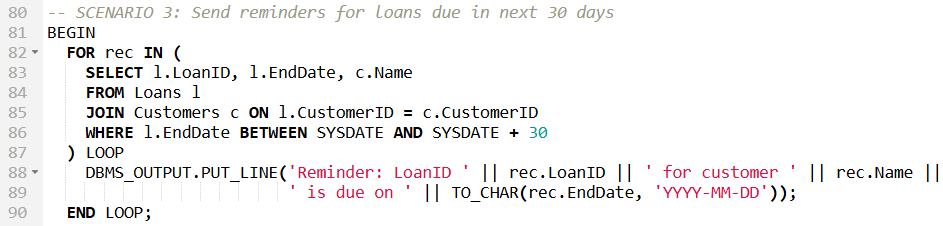 80 -- SCENARIO 3: Send reminders for loans due in next 30 days
81 BEGIN
82   FOR rec IN (
83     SELECT l.LoanID, l.EndDate, c.Name
84     FROM Loans l
85     JOIN Customers c ON l.CustomerID = c.CustomerID
86     WHERE l.EndDate BETWEEN SYSDATE AND SYSDATE + 30
87   ) LOOP
88     DBMS_OUTPUT.PUT_LINE('Reminder: LoanID ' || rec.LoanID || ' for customer ' || rec.Name ||
89                          ' is due on ' || TO_CHAR(rec.EndDate, 'YYYY-MM-DD'));
90   END LOOP;